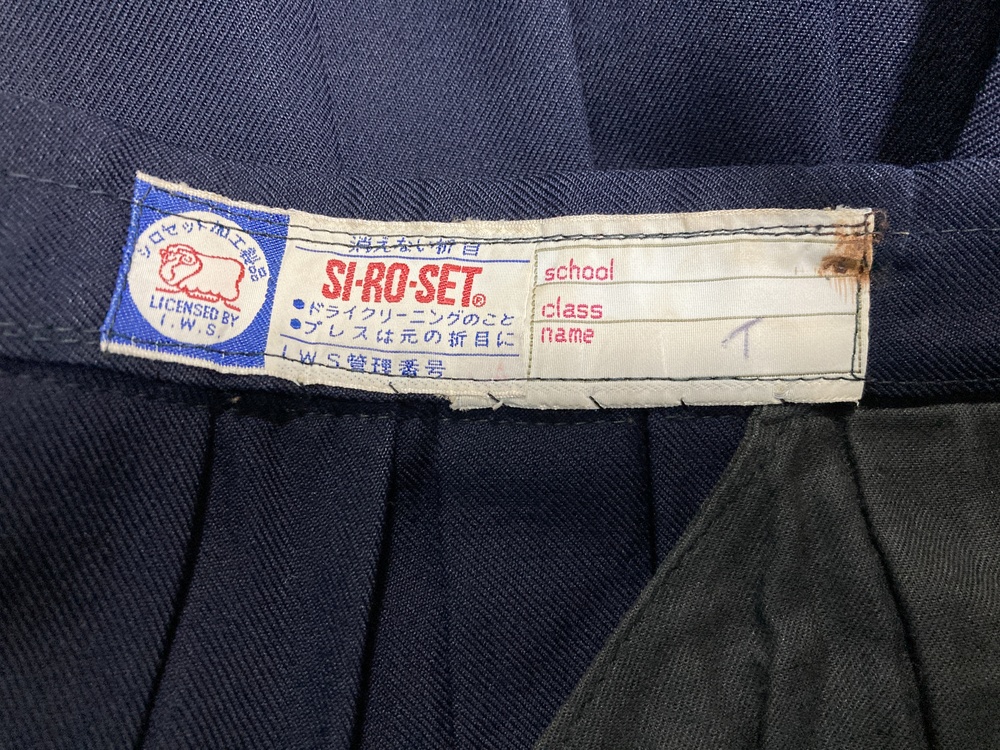 シロセット加工製品
LICENSED BY
I.W.S.
消えない折目
SI-RO-SET®
●ドライクリーニングのこと
●プレスは元の折目に
I.W.S.管理番号
school
class
name